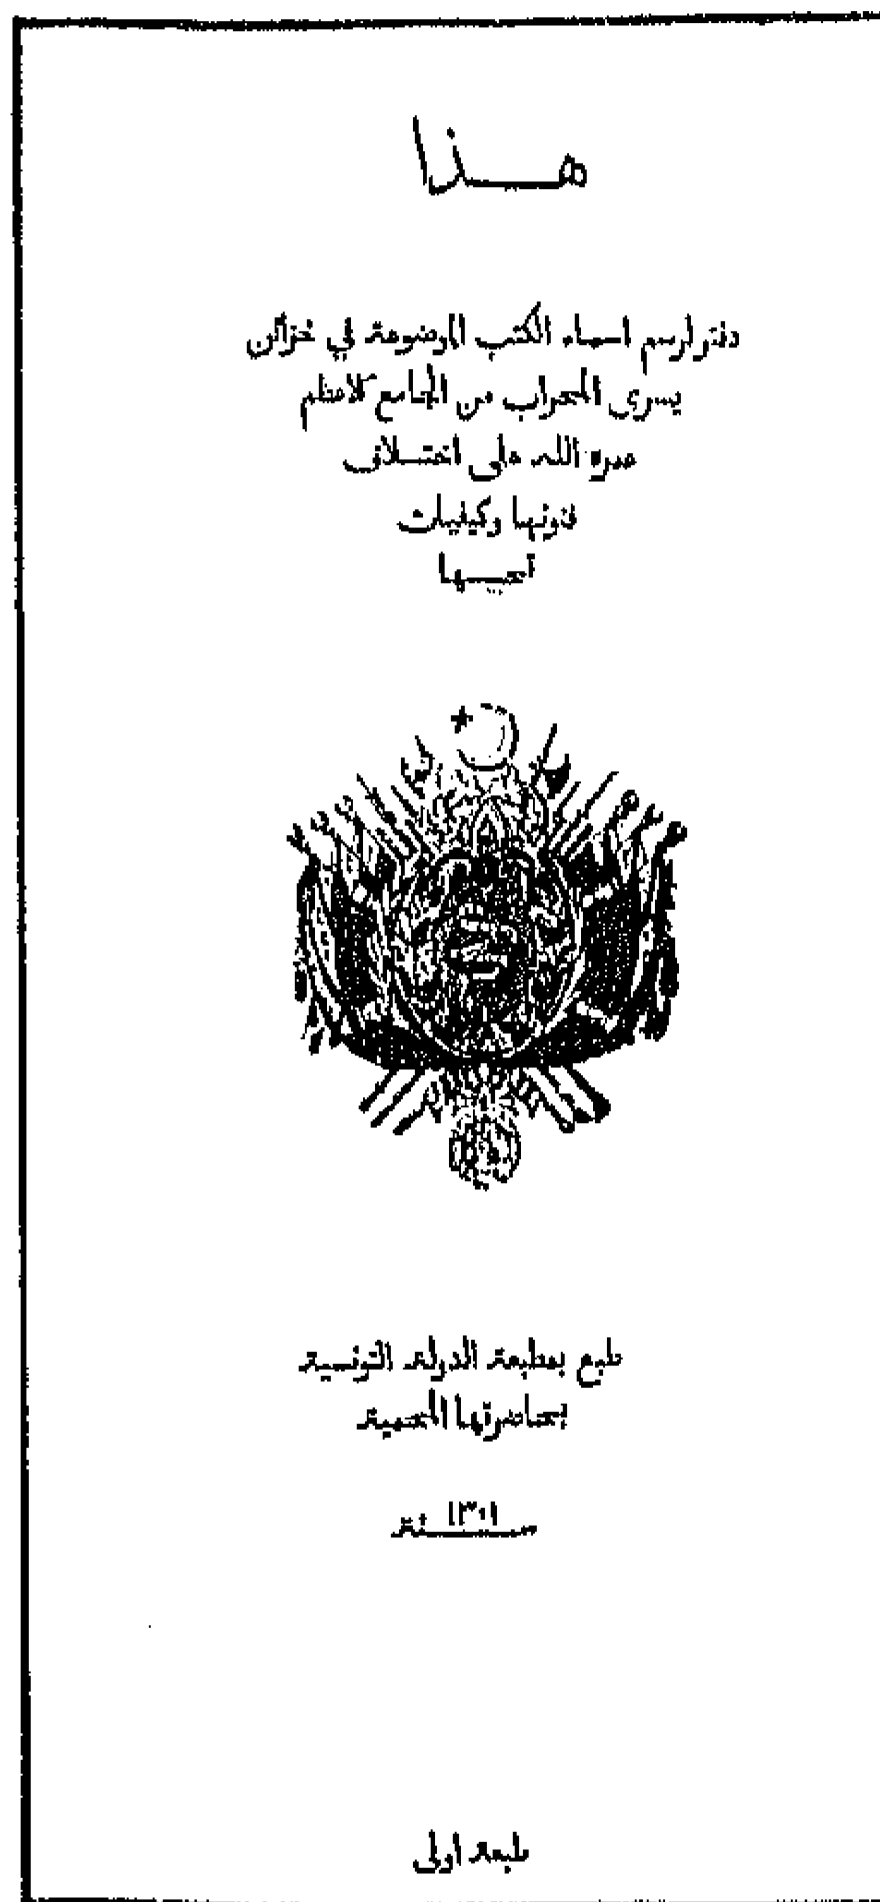 هذا
دفتر لرسم اسماء الكتب الموضوعة في خزائن
يسرى المحراب من الجامع الاعظم
عمره الله على اختلاف
فنونها وكيفيات
تحبيسها
طبع بمطبعة الدولة التونسية
بحاضرتها المحمية
سنة ١٣٠١
طبعة اولى